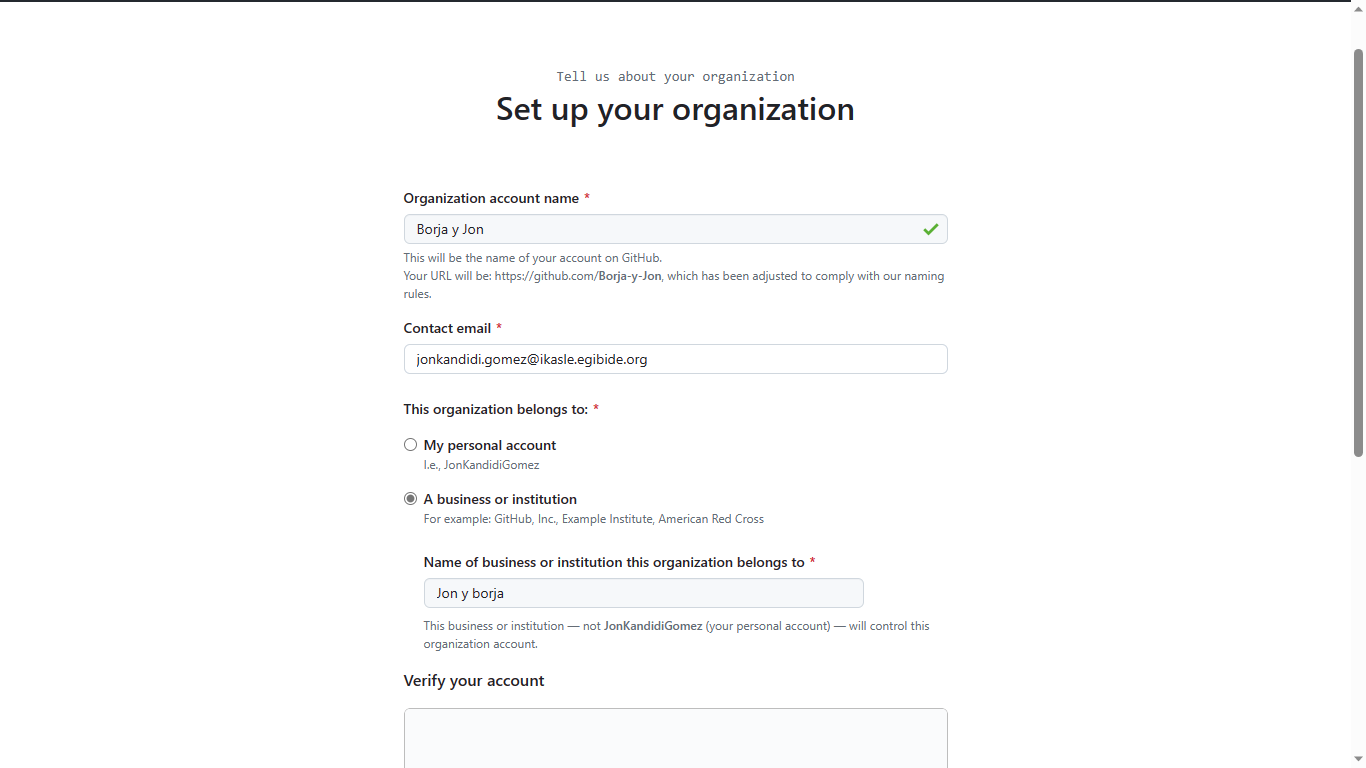 Tell us about your organization
Set up your organization
Organization account name *
Borja y Jon
This will be the name of your account on GitHub.
Your URL will be: https://github.com/Borja-y-Jon, which has been adjusted to comply with our naming
rules.
Contact email *
jonkandidi.gomez@ikasle.egibide.org
This organization belongs to: *
My personal account
I.e., JonKandidiGomez
A business or institution
For example: GitHub, Inc., Example Institute, American Red Cross
Name of business or institution this organization belongs to *
Jon y borja
This business or institution — not JonKandidiGomez (your personal account) — will control this
organization account.
Verify your account